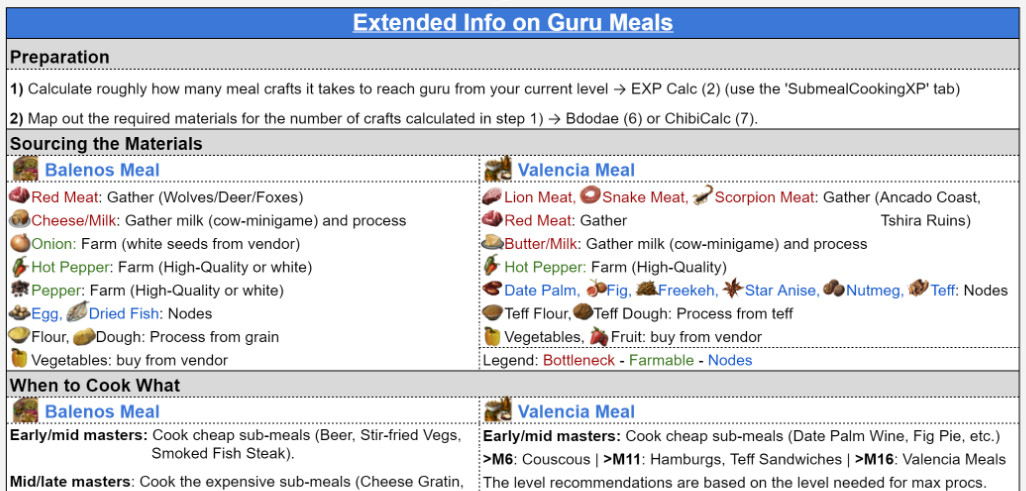 Extended Info on Guru Meals
Preparation
1) Calculate roughly how many meal crafts it takes to reach guru from your current level → EXP Calc (2) (use the 'SubmealCookingXP' tab)
2) Map out the required materials for the number of crafts calculated in step 1) → Bdodae (6) or ChibiCalc (7).
Sourcing the Materials
Balenos Meal
Red Meat: Gather (Wolves/Deer/Foxes)
Cheese/Milk: Gather milk (cow-minigame) and process
Onion: Farm (white seeds from vendor)
Hot Pepper: Farm (High-Quality or white)
Pepper: Farm (High-Quality or white)
Egg, Dried Fish: Nodes
Flour, Dough: Process from grain
Vegetables: buy from vendor
Valencia Meal
Lion Meat, Snake Meat, Scorpion Meat: Gather (Ancado Coast,
Red Meat: Gather Tshira Ruins)
Butter/Milk: Gather milk (cow-minigame) and process
Hot Pepper: Farm (High-Quality)
Date Palm, Fig, Freekeh, Star Anise, Nutmeg, Teff: Nodes
Teff Flour, Teff Dough: Process from teff
Vegetables, Fruit: buy from vendor
Legend: Bottleneck - Farmable - Nodes
When to Cook What
Balenos Meal
Early/mid masters: Cook cheap sub-meals (Beer, Stir-fried Vegs,
Smoked Fish Steak).
Mid/late masters: Cook the expensive sub-meals (Cheese Gratin,
Valencia Meal
Early/mid masters: Cook cheap sub-meals (Date Palm Wine, Fig Pie, etc.)
>M6: Couscous | >M11: Hamburgs, Teff Sandwiches | >M16: Valencia Meals
The level recommendations are based on the level needed for max procs.